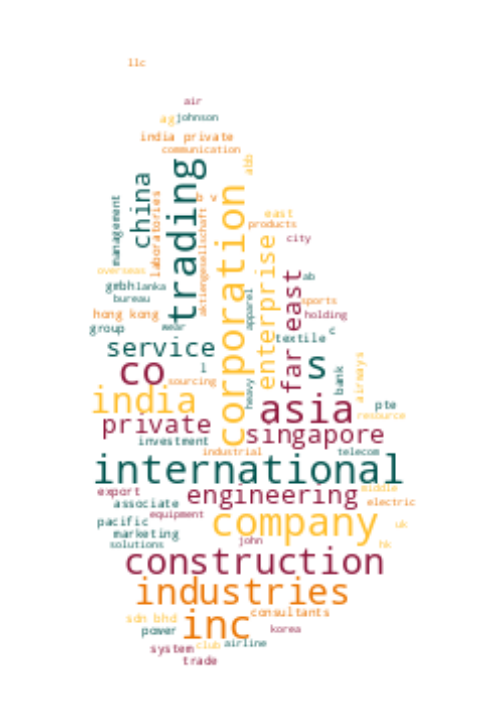 llc
air
ag johnson
india private
communication
abb
trading
china
corporation
b v
management
laboratories
aktiengesellschaft
east
products
enterprise
city
overseas
far east
ab
gmbh lanka
bureau
apparel
sports
hong kong
holding
group
wear
textile
c
service
l
s
co
sourcing
heavy
bank
airways
india
asia
pte
resource
private
singapore
investment
industrial
telecom
international
export
engineering
middle
associate
electric
equipment
pacific
company
uk
marketing
solutions
john
hk
construction
industries
sdn bhd
inc
consultants
power
korea
system
club
airline
trade